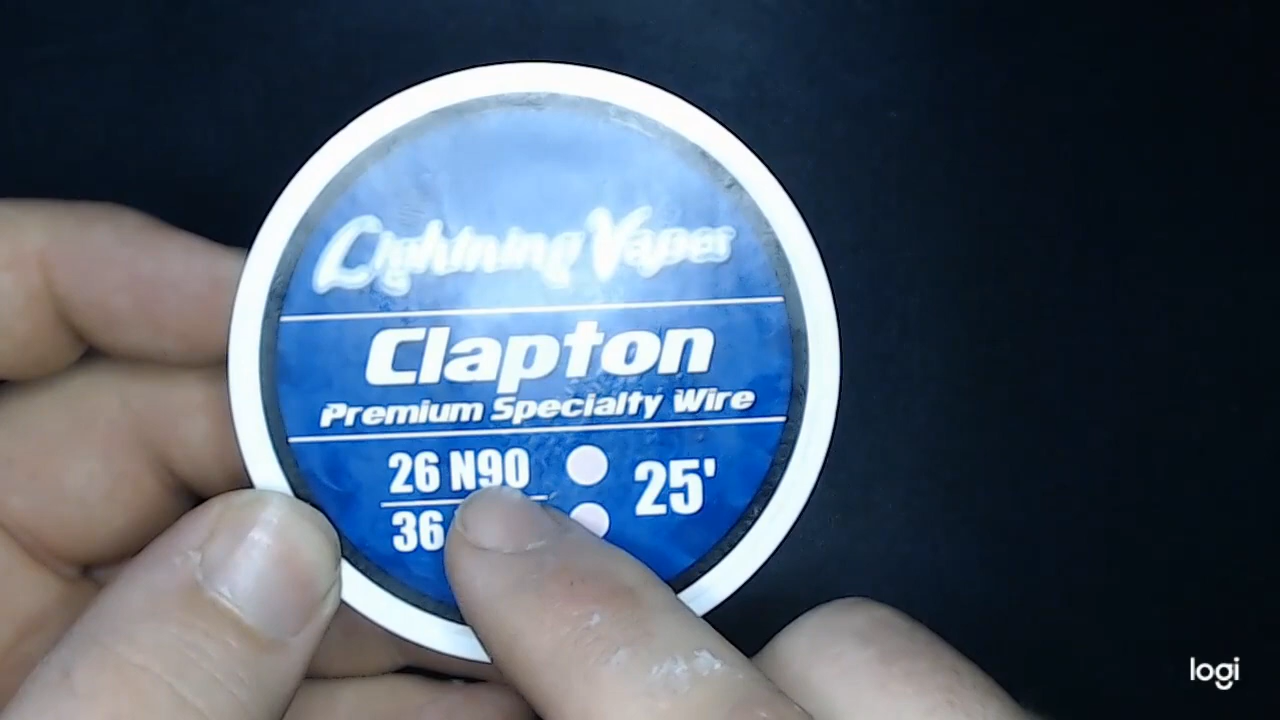 Lightning Vapes
Clapton
Premium Specialty Wire
26 N90
36
25'
logi